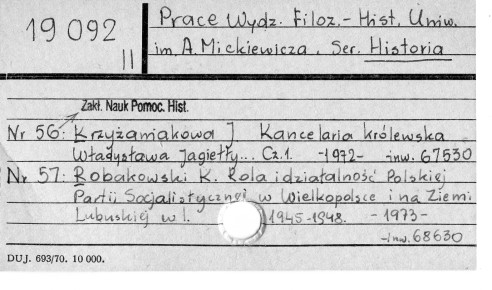 19092
II
Prace Wydz. Filoz.-Hist. Uniw.
im. A. Mickiewicza, Ser. Historia
Zakł. Nauk Pomoc. Hist.
Nr 56: Krzyżaniakowa J. Kancelaria królewska
Władysława Jagiełły... Cz.1. -1972- inw. 67530
Nr 57: Robakowski K. Rola i działalność Polskiej
Partii Socjalistycznej w Wielkopolsce i na Ziemi
Lubuskiej w l. 1945-1948. -1973-
-inw. 68630
DUJ. 693/70. 10 000.